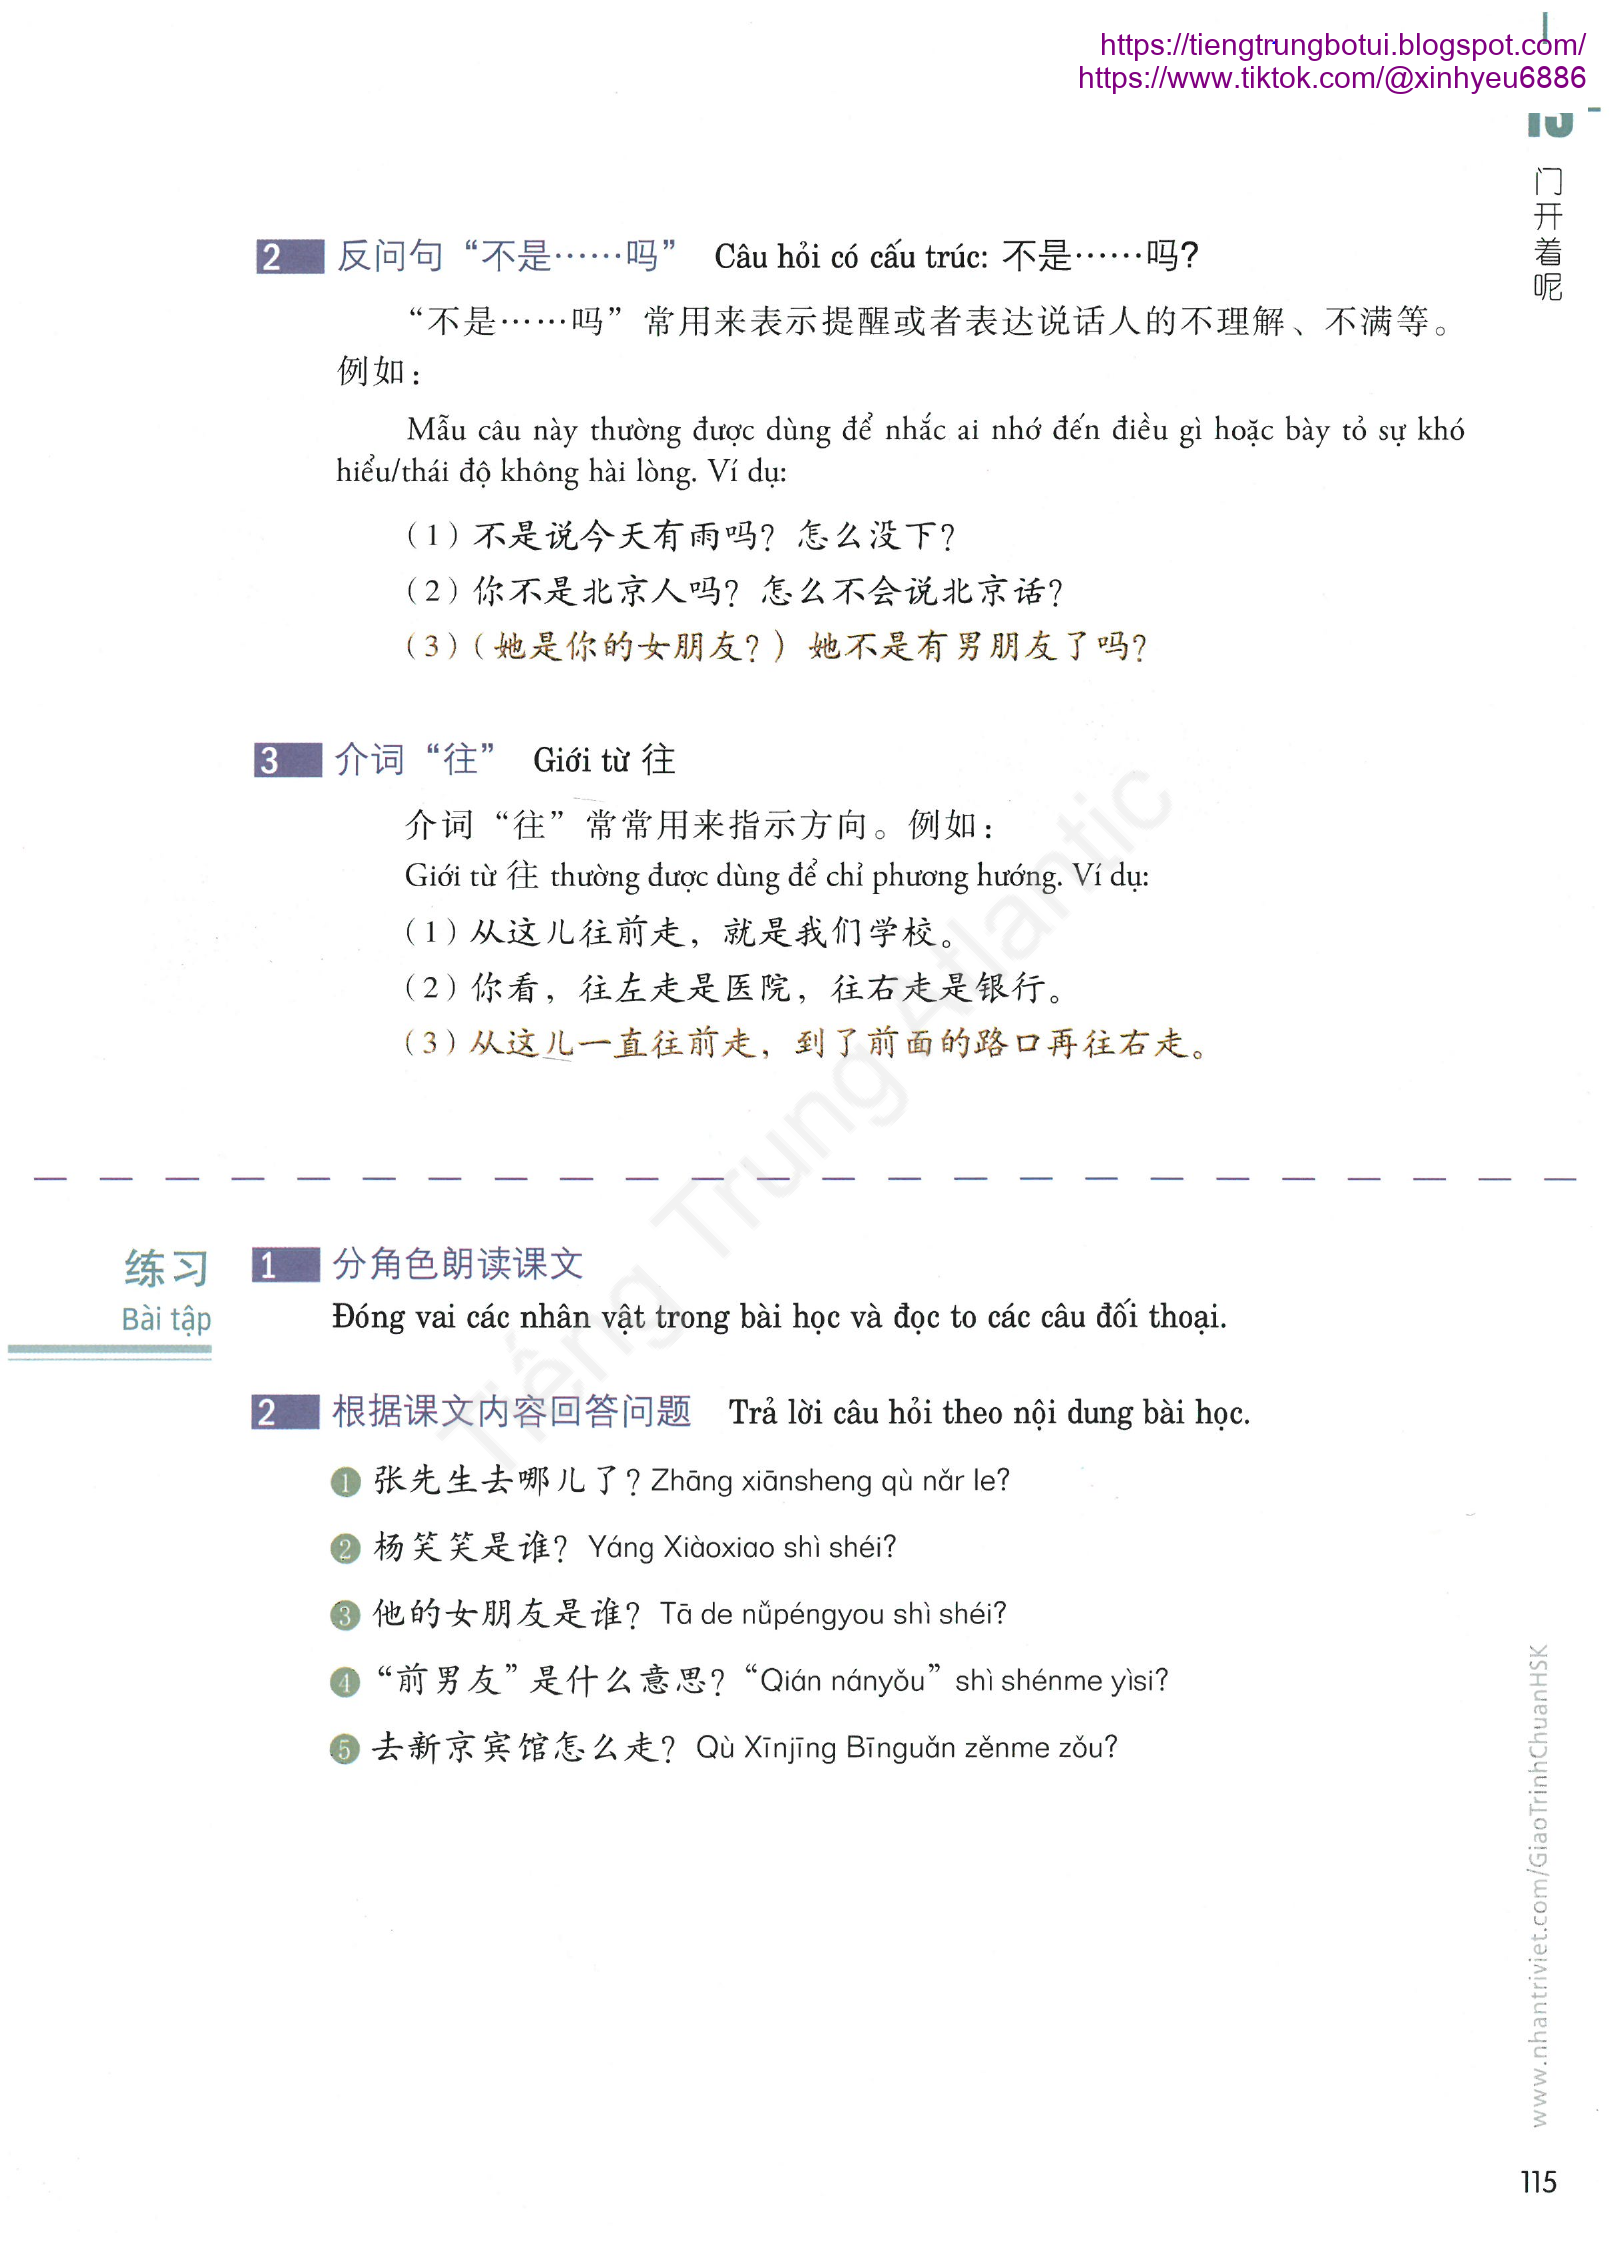 https://tiengtrungbotui.blogspot.com/
https://www.tiktok.com/@xinhyeu6886
门开着呢
2 反问句“不是……吗” Câu hỏi có cấu trúc: 不是……吗?
“不是……吗”常用来表示提醒或者表达说话人的不理解、不满等。
例如：
Mẫu câu này thường được dùng để nhắc ai nhớ đến điều gì hoặc bày tỏ sự khó
hiểu/thái độ không hài lòng. Ví dụ:
（1）不是说今天有雨吗？怎么没下？
（2）你不是北京人吗？怎么不会说北京话？
（3）（她是你的女朋友？）她不是有男朋友了吗？
3 介词“往” Giới từ 往
介词“往”常常用来指示方向。例如：
Giới từ 往 thường được dùng để chỉ phương hướng. Ví dụ:
（1）从这儿往前走，就是我们学校。
（2）你看，往左走是医院，往右走是银行。
（3）从这儿一直往前走，到了前面的路口再往右走。
Tiếng Trung Atlantic
练习
Bài tập
1 分角色朗读课文
Đóng vai các nhân vật trong bài học và đọc to các câu đối thoại.
2 根据课文内容回答问题 Trả lời câu hỏi theo nội dung bài học.
1 张先生去哪儿了？Zhāng xiānsheng qù nǎr le?
2 杨笑笑是谁？Yáng Xiàoxiao shì shéi?
3 他的女朋友是谁？Tā de nǚpéngyou shì shéi?
4 “前男友”是什么意思？“Qián nányǒu” shì shénme yìsi?
5 去新京宾馆怎么走？Qù Xīnjīng Bīnguǎn zěnme zǒu?
www.nhantriviet.com/GiaoTrinhChuanHSK
115